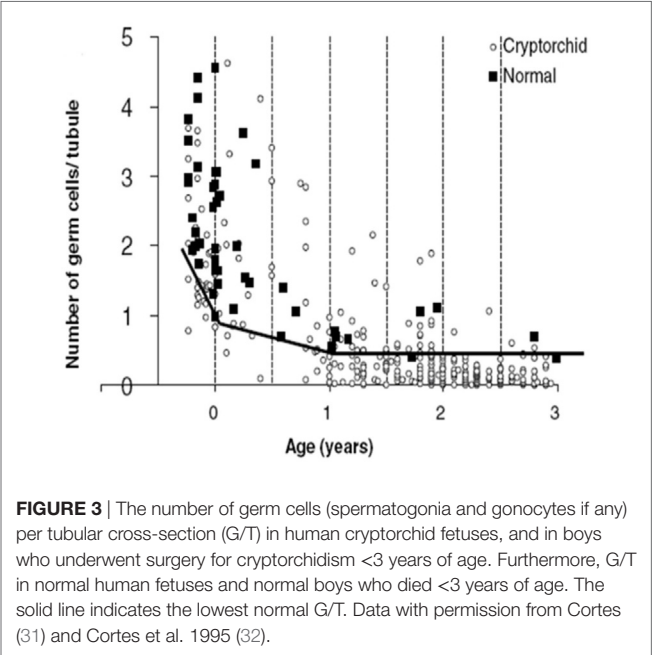 5
4
3
2
1
0
Number of germ cells/ tubule
Cryptorchid
Normal
0
1
2
3
Age (years)
FIGURE 3 | The number of germ cells (spermatogonia and gonocytes if any)
per tubular cross-section (G/T) in human cryptorchid fetuses, and in boys
who underwent surgery for cryptorchidism <3 years of age. Furthermore, G/T
in normal human fetuses and normal boys who died <3 years of age. The
solid line indicates the lowest normal G/T. Data with permission from Cortes
(31) and Cortes et al. 1995 (32).